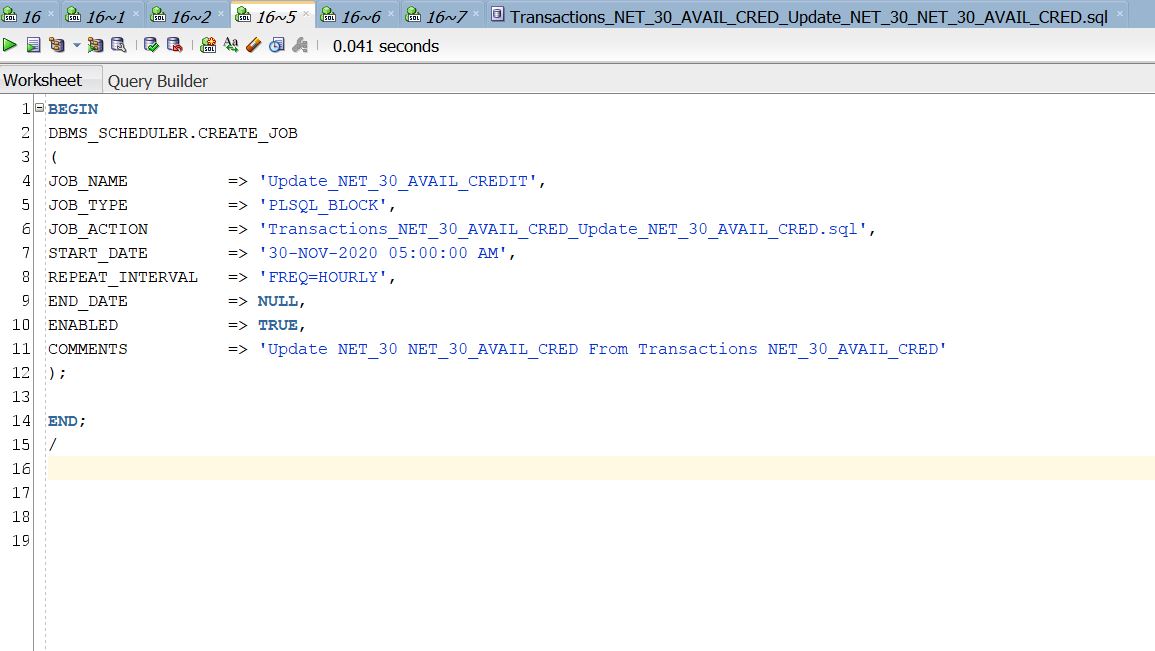 16 16~1 16~2 16~5 16~6 16~7 Transactions_NET_30_AVAIL_CRED_Update_NET_30_NET_30_AVAIL_CRED.sql
0.041 seconds
Worksheet Query Builder
1 BEGIN
2 DBMS_SCHEDULER.CREATE_JOB
3 (
4 JOB_NAME => 'Update_NET_30_AVAIL_CREDIT',
5 JOB_TYPE => 'PLSQL_BLOCK',
6 JOB_ACTION => 'Transactions_NET_30_AVAIL_CRED_Update_NET_30_AVAIL_CRED.sql',
7 START_DATE => '30-NOV-2020 05:00:00 AM',
8 REPEAT_INTERVAL => 'FREQ=HOURLY',
9 END_DATE => NULL,
10 ENABLED => TRUE,
11 COMMENTS => 'Update NET_30 NET_30_AVAIL_CRED From Transactions NET_30_AVAIL_CRED'
12 );
13
14 END;
15 /
16
17
18
19